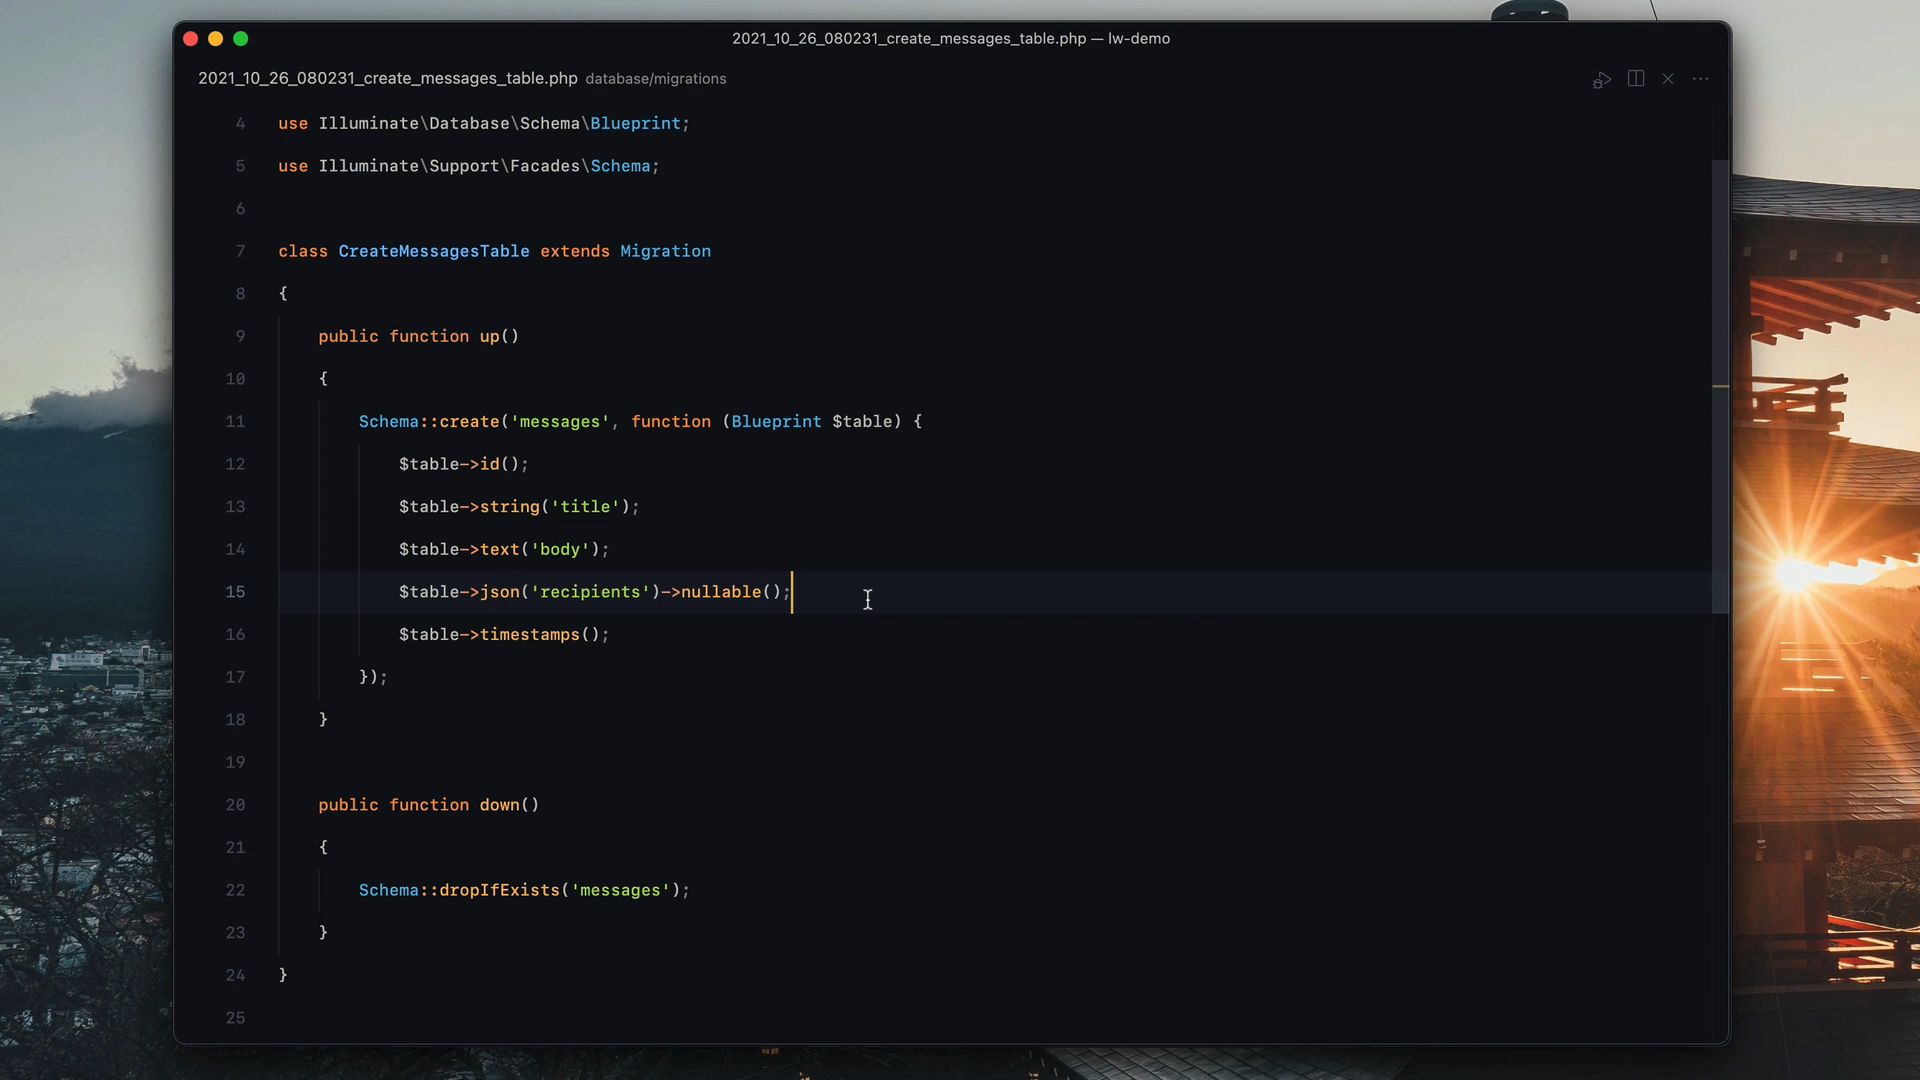 2021_10_26_080231_create_messages_table.php — lw-demo
2021_10_26_080231_create_messages_table.php database/migrations
4 use Illuminate\Database\Schema\Blueprint;
5 use Illuminate\Support\Facades\Schema;
6
7 class CreateMessagesTable extends Migration
8 {
9 public function up()
10 {
11 Schema::create('messages', function (Blueprint $table) {
12 $table->id();
13 $table->string('title');
14 $table->text('body');
15 $table->json('recipients')->nullable();
16 $table->timestamps();
17 });
18 }
19
20 public function down()
21 {
22 Schema::dropIfExists('messages');
23 }
24 }
25